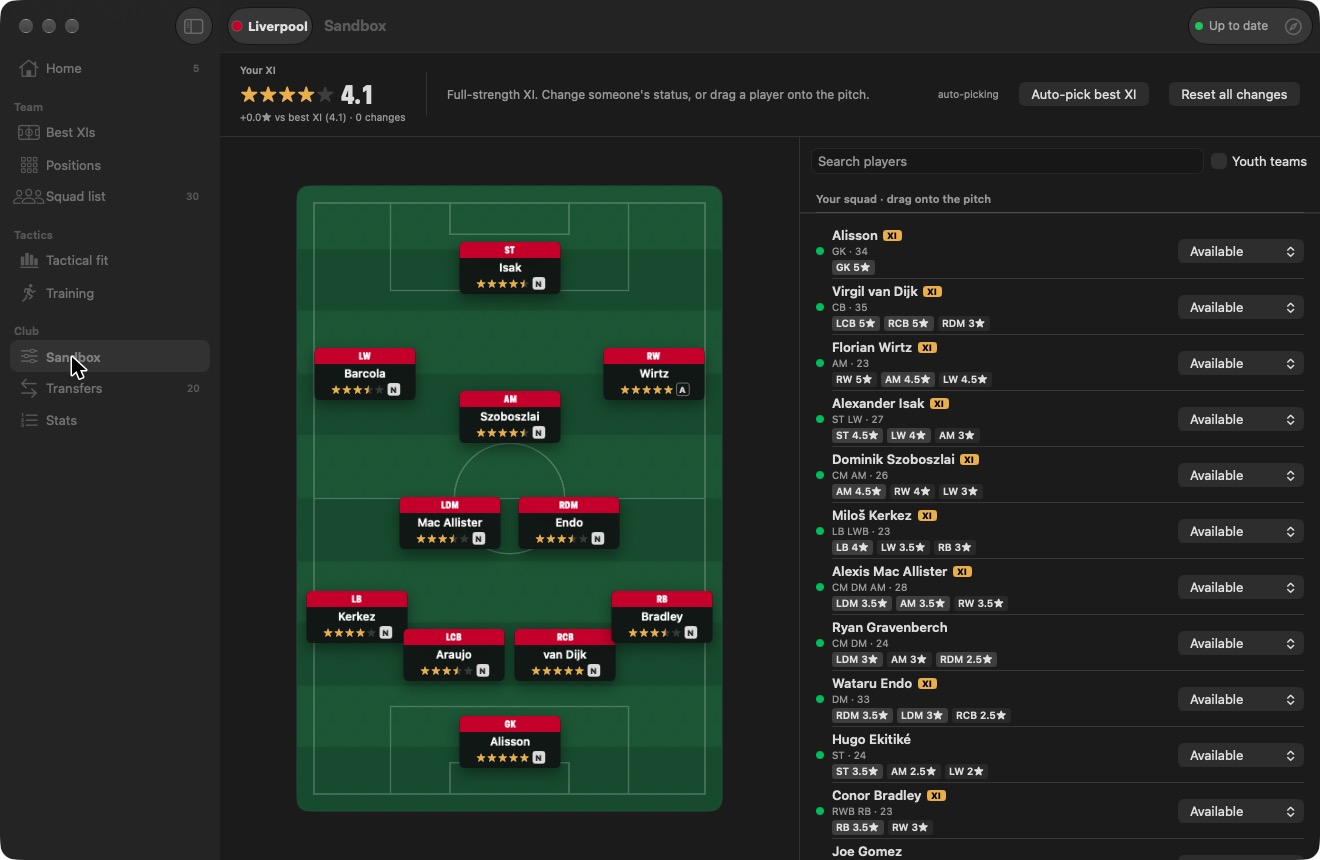 Liverpool
Sandbox
Up to date
Home
5
Team
Best XIs
Positions
Squad list
30
Tactics
Tactical fit
Training
Club
Sandbox
Transfers
20
Stats
Your XI
4.1
+0.0★ vs best XI (4.1) · 0 changes
Full-strength XI. Change someone's status, or drag a player onto the pitch.
auto-picking
Auto-pick best XI
Reset all changes
ST
Isak
N
LW
Barcola
N
RW
Wirtz
A
AM
Szoboszlai
N
LDM
Mac Allister
N
RDM
Endo
N
LB
Kerkez
N
RB
Bradley
N
LCB
Araujo
N
RCB
van Dijk
N
GK
Alisson
N
Search players
Youth teams
Your squad · drag onto the pitch
Alisson XI
GK · 34
GK 5★
Available
Virgil van Dijk XI
CB · 35
LCB 5★ RCB 5★ RDM 3★
Available
Florian Wirtz XI
AM · 23
RW 5★ AM 4.5★ LW 4.5★
Available
Alexander Isak XI
ST LW · 27
ST 4.5★ LW 4★ AM 3★
Available
Dominik Szoboszlai XI
CM AM · 26
AM 4.5★ RW 4★ LW 3★
Available
Miloš Kerkez XI
LB LWB · 23
LB 4★ LW 3.5★ RB 3★
Available
Alexis Mac Allister XI
CM DM AM · 28
LDM 3.5★ AM 3.5★ RW 3.5★
Available
Ryan Gravenberch
CM DM · 24
LDM 3★ AM 3★ RDM 2.5★
Available
Wataru Endo XI
DM · 33
RDM 3.5★ LDM 3★ RCB 2.5★
Available
Hugo Ekitiké
ST · 24
ST 3.5★ AM 2.5★ LW 2★
Available
Conor Bradley XI
RWB RB · 23
RB 3.5★ RW 3★
Available
Joe Gomez